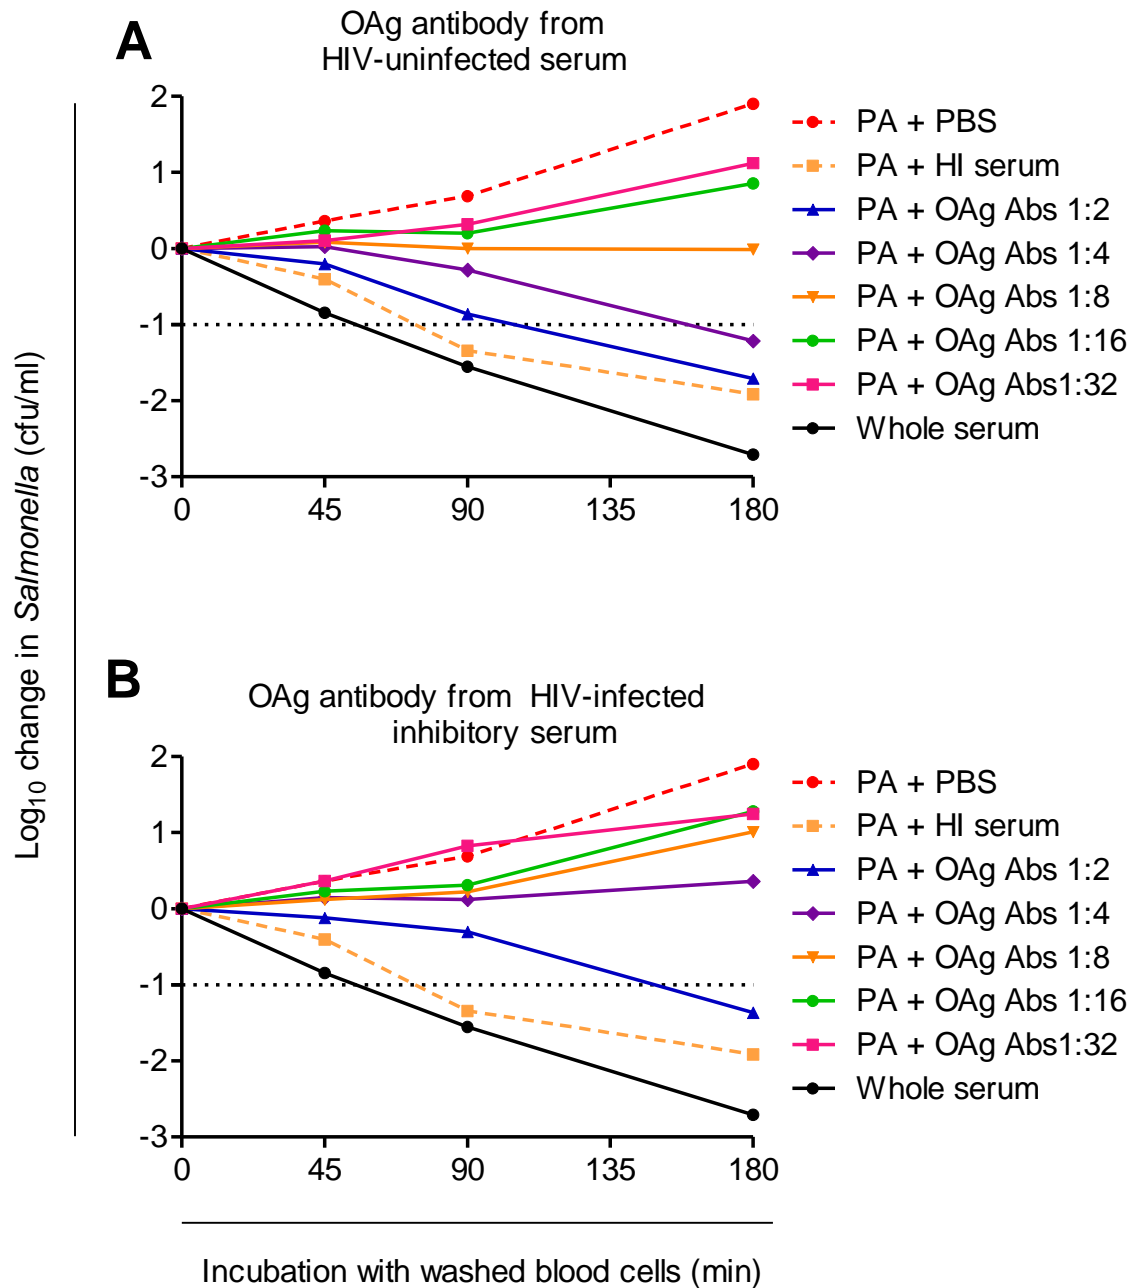 A
OAg antibody from
HIV-uninfected serum
2
1
0
-1
-2
-3
0 45 90 135 180
PA + PBS
PA + HI serum
PA + OAg Abs 1:2
PA + OAg Abs 1:4
PA + OAg Abs 1:8
PA + OAg Abs 1:16
PA + OAg Abs1:32
Whole serum
Log10 change in Salmonella (cfu/ml)
B
OAg antibody from HIV-infected
inhibitory serum
2
1
0
-1
-2
-3
0 45 90 135 180
PA + PBS
PA + HI serum
PA + OAg Abs 1:2
PA + OAg Abs 1:4
PA + OAg Abs 1:8
PA + OAg Abs 1:16
PA + OAg Abs1:32
Whole serum
Incubation with washed blood cells (min)